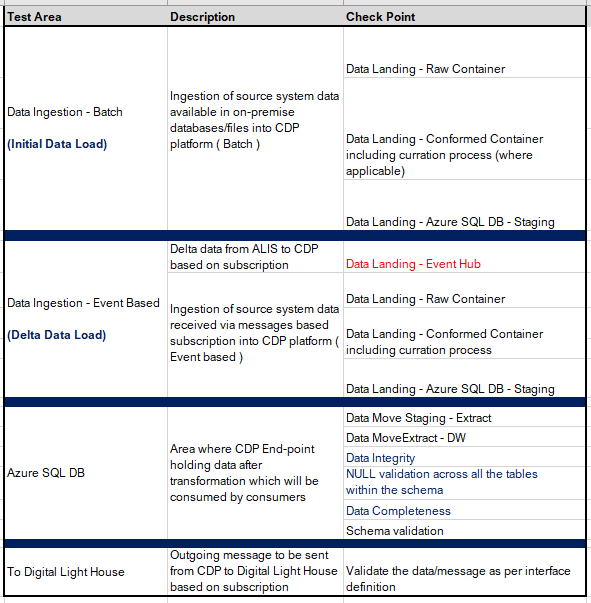 Test Area
Description
Check Point
Data Ingestion - Batch
(Initial Data Load)
Ingestion of source system data
available in on-premise
databases/files into CDP
platform ( Batch )
Data Landing - Raw Container
Data Landing - Conformed Container
including curration process (where
applicable)
Data Landing - Azure SQL DB - Staging
Data Ingestion - Event Based
(Delta Data Load)
Delta data from ALIS to CDP
based on subscription
Data Landing - Event Hub
Ingestion of source system data
received via messages based
subscription into CDP platform (
Event based )
Data Landing - Raw Container
Data Landing - Conformed Container
including curration process
Data Landing - Azure SQL DB - Staging
Azure SQL DB
Area where CDP End-point
holding data after
transformation which will be
consumed by consumers
Data Move Staging - Extract
Data MoveExtract - DW
Data Integrity
NULL validation across all the tables
within the schema
Data Completeness
Schema validation
To Digital Light House
Outgoing message to be sent
from CDP to Digital Light House
based on subscription
Validate the data/message as per interface
definition